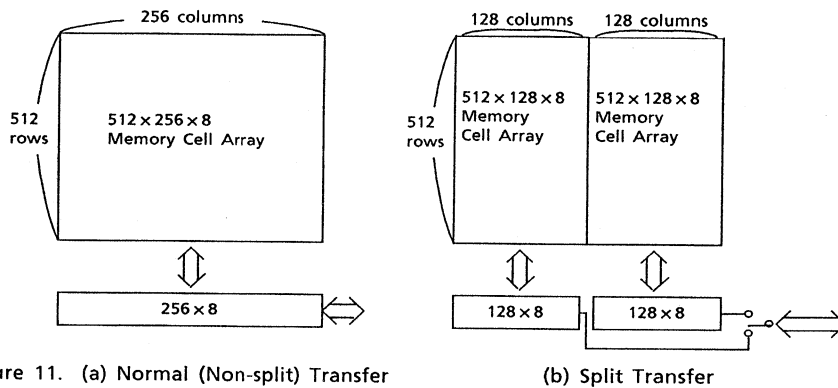 256 columns
512
rows
512 × 256 × 8
Memory Cell Array
256 × 8
128 columns
128 columns
512
rows
512 × 128 × 8
Memory
Cell Array
512 × 128 × 8
Memory
Cell Array
128 × 8
128 × 8
ure 11. (a) Normal (Non-split) Transfer
(b) Split Transfer